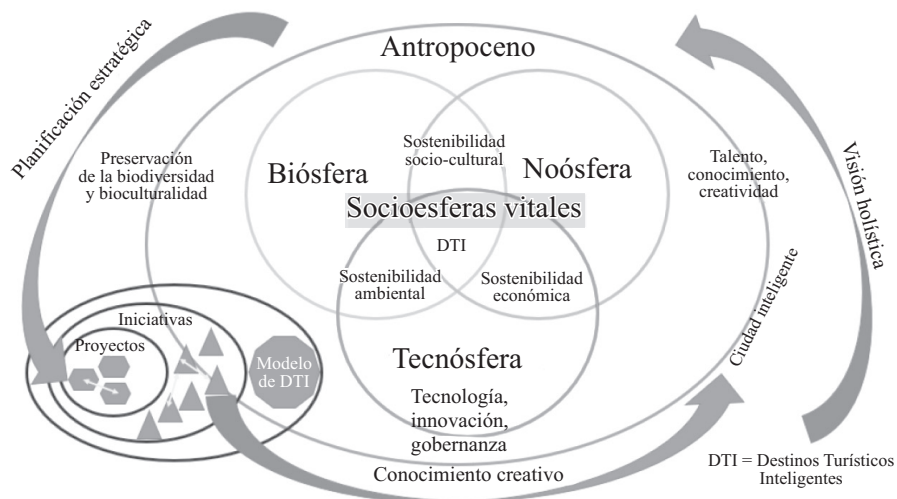 Planificación estratégica
Antropoceno
Preservación
de la biodiversidad
y bioculturalidad
Biósfera
Sostenibilidad
socio-cultural
Noósfera
Talento,
conocimiento,
creatividad
Visión holística
Socioesferas vitales
DTI
Sostenibilidad
ambiental
Sostenibilidad
económica
Ciudad inteligente
Iniciativas
Proyectos
Modelo
de DTI
Tecnósfera
Tecnología,
innovación,
gobernanza
Conocimiento creativo
DTI = Destinos Turísticos
Inteligentes